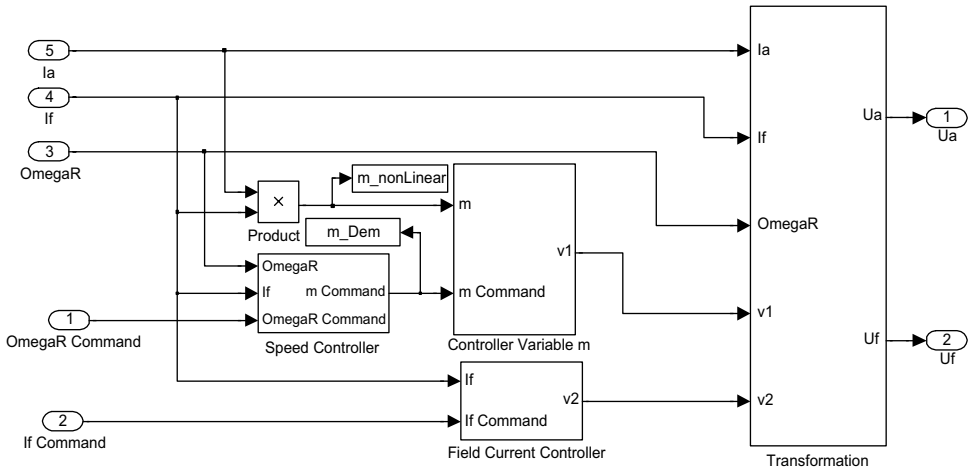 5
Ia
4
If
3
OmegaR
×
Product
m_nonLinear
m_Dem
OmegaR
If
OmegaR Command
m Command
Speed Controller
1
OmegaR Command
m
m Command
v1
Controller Variable m
2
If Command
If
If Command
v2
Field Current Controller
Ia
If
OmegaR
v1
v2
Ua
Uf
Transformation
1
Ua
2
Uf